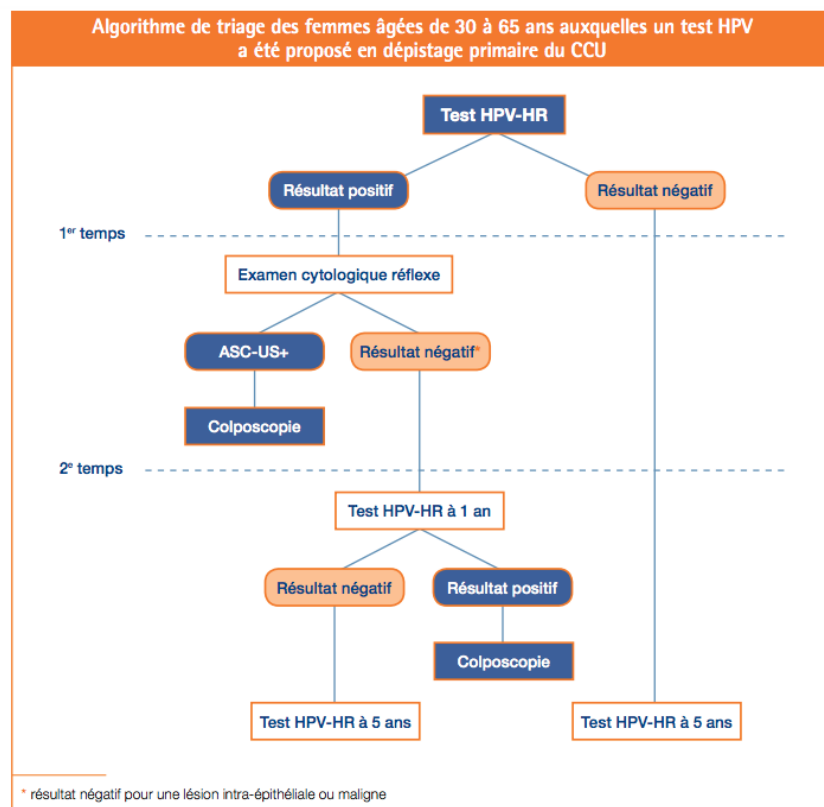 Algorithme de triage des femmes âgées de 30 à 65 ans auxquelles un test HPV
a été proposé en dépistage primaire du CCU
Test HPV-HR
Résultat positif
Résultat négatif
1er temps
Examen cytologique réflexe
ASC-US+
Résultat négatif*
Colposcopie
2e temps
Test HPV-HR à 1 an
Résultat négatif
Résultat positif
Colposcopie
Test HPV-HR à 5 ans
Test HPV-HR à 5 ans
* résultat négatif pour une lésion intra-épithéliale ou maligne